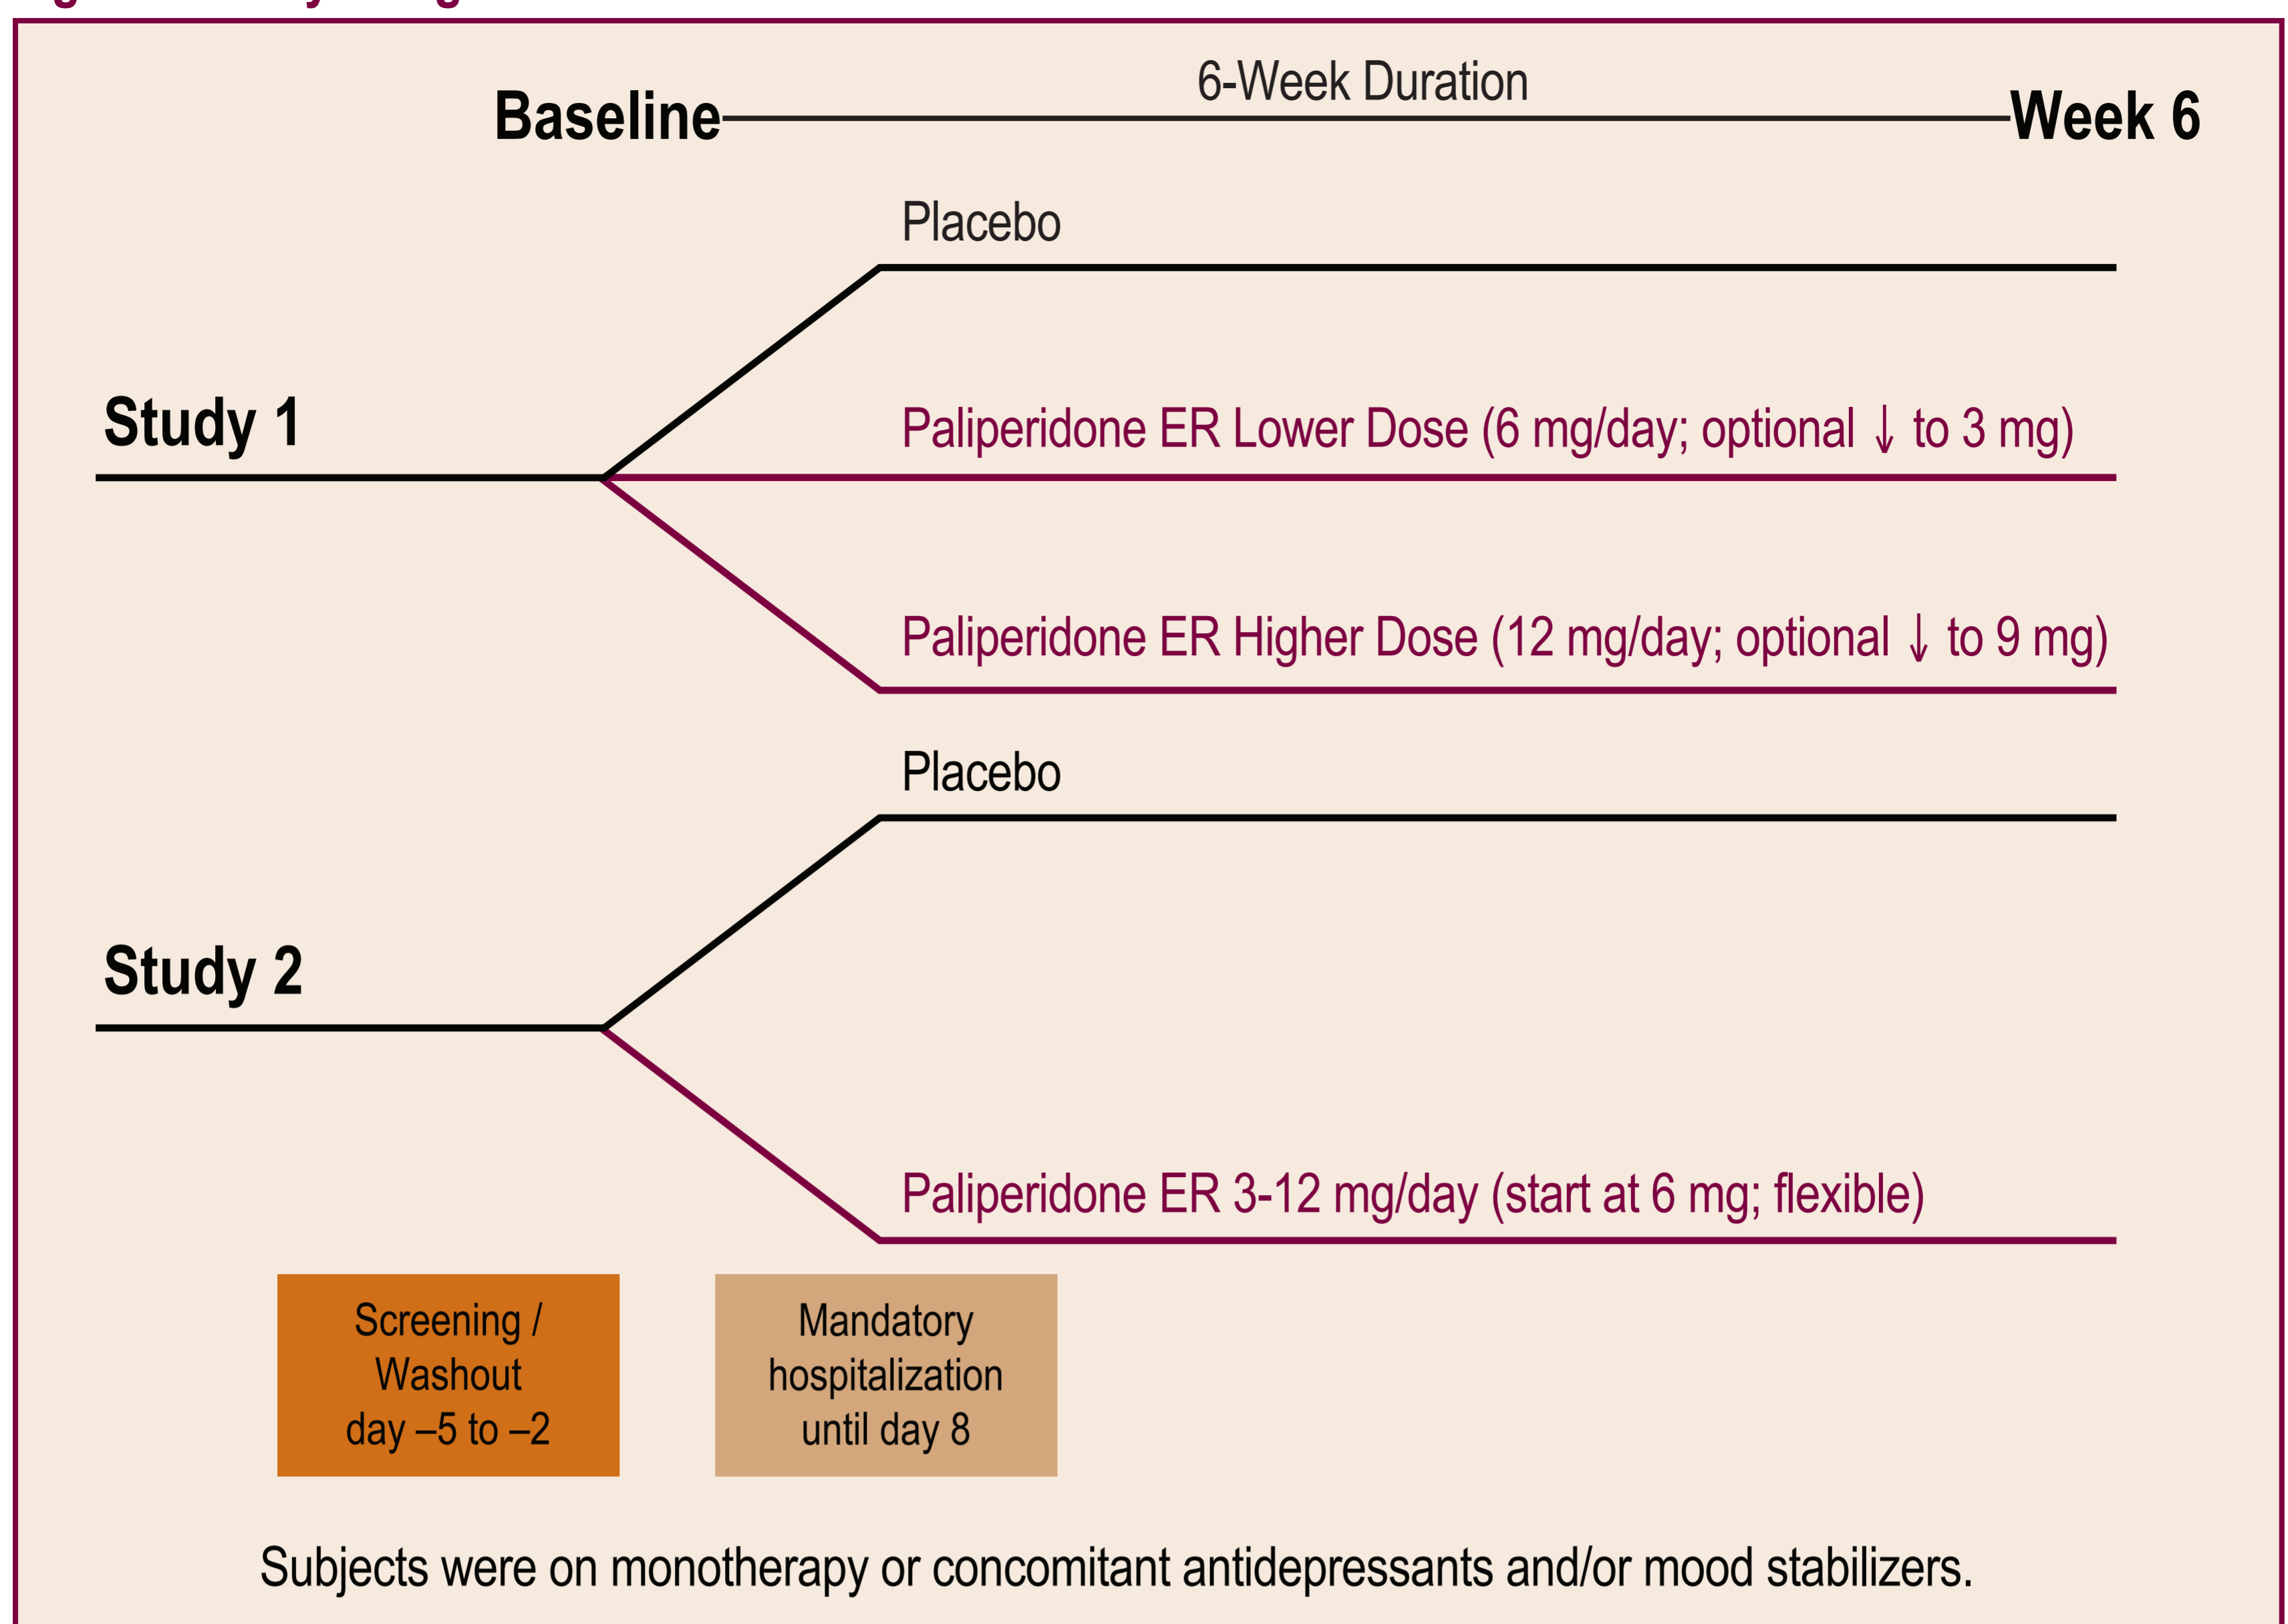 6-Week Duration
Baseline
Week 6
Placebo
Study 1
Paliperidone ER Lower Dose (6 mg/day; optional ↓ to 3 mg)
Paliperidone ER Higher Dose (12 mg/day; optional ↓ to 9 mg)
Placebo
Study 2
Paliperidone ER 3-12 mg/day (start at 6 mg; flexible)
Screening /
Washout
day –5 to –2
Mandatory
hospitalization
until day 8
Subjects were on monotherapy or concomitant antidepressants and/or mood stabilizers.